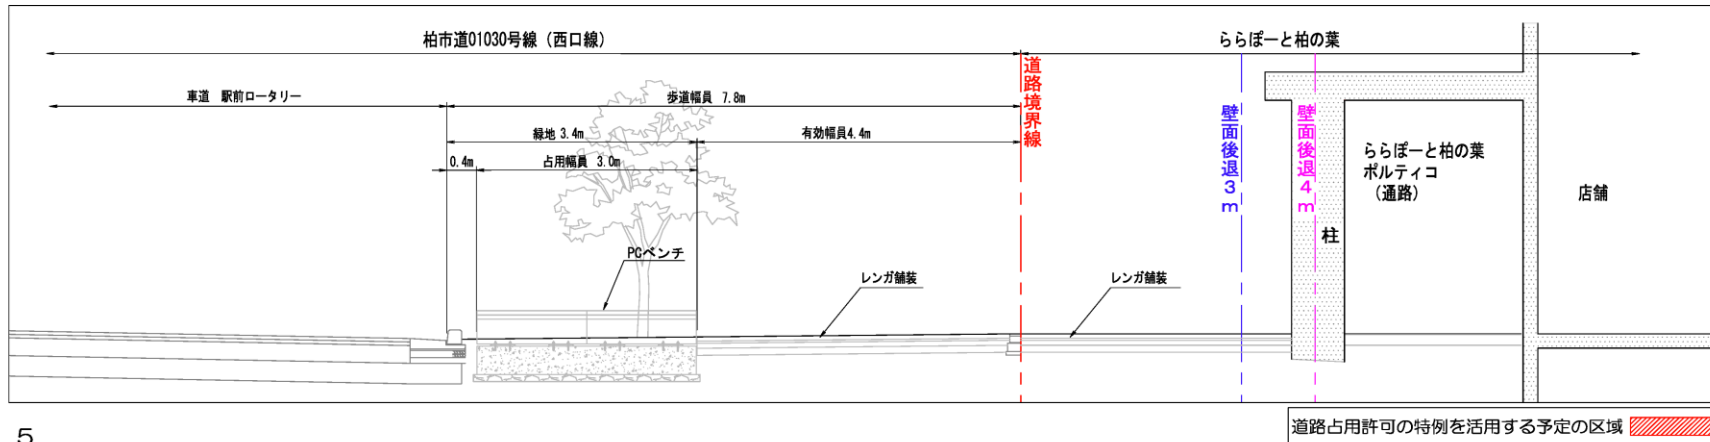 柏市道01030号線（西口線）
ららぽーと柏の葉
車道　駅前ロータリー
歩道幅員 7.8m
緑地 3.4m
有効幅員4.4m
0.4m
占用幅員 3.0m
道路境界線
壁面後退3m
壁面後退4m
ららぽーと柏の葉
ポルティコ
（通路）
店舗
柱
PCベンチ
レンガ舗装
レンガ舗装
5
道路占用許可の特例を活用する予定の区域